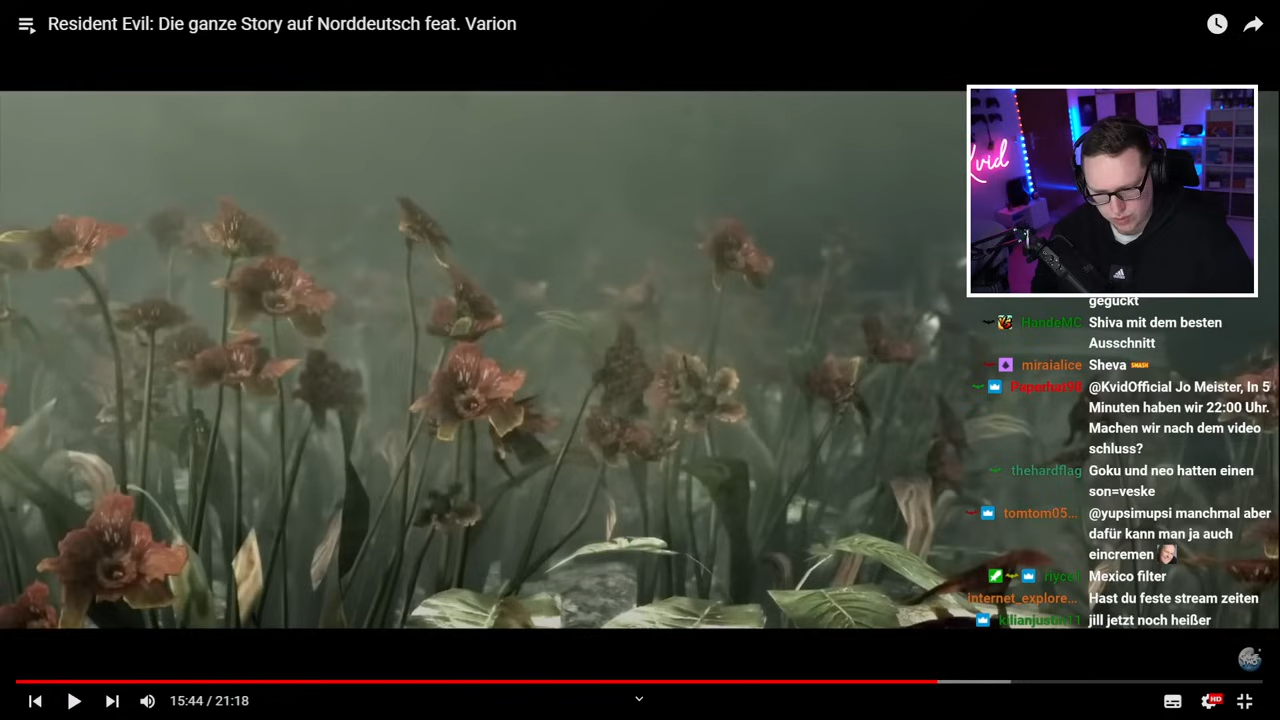 Resident Evil: Die ganze Story auf Norddeutsch feat. Varion
Kvid
geguckt
HandeMC Shiva mit dem besten
Ausschnitt
miraialice Sheva SMASH
Paperhat98 @KvidOfficial Jo Meister, In 5
Minuten haben wir 22:00 Uhr.
Machen wir nach dem video
schluss?
thehardflag Goku und neo hatten einen
son=veske
tomtom05... @yupsimupsi manchmal aber
dafür kann man ja auch
eincremen
Mexico filter
internet_explore... Hast du feste stream zeiten
jill jetzt noch heißer
15:44 / 21:18
HD